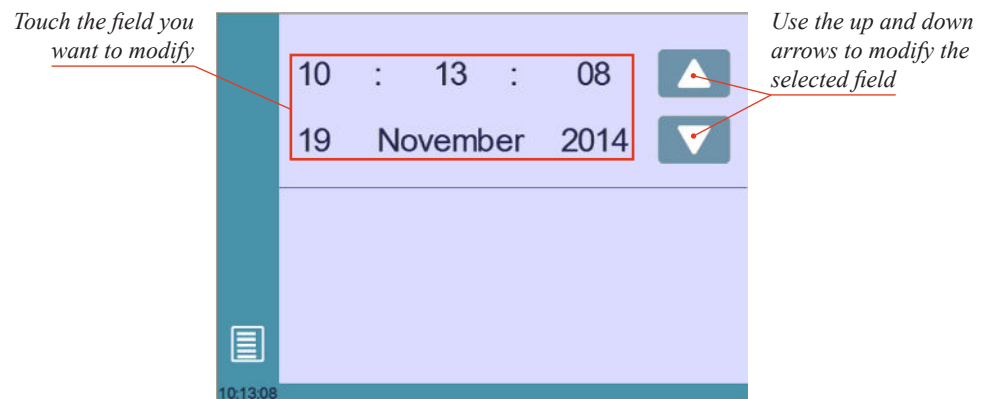 Touch the field you
want to modify
10 : 13 : 08
19 November 2014
Use the up and down
arrows to modify the
selected field
10:13:08